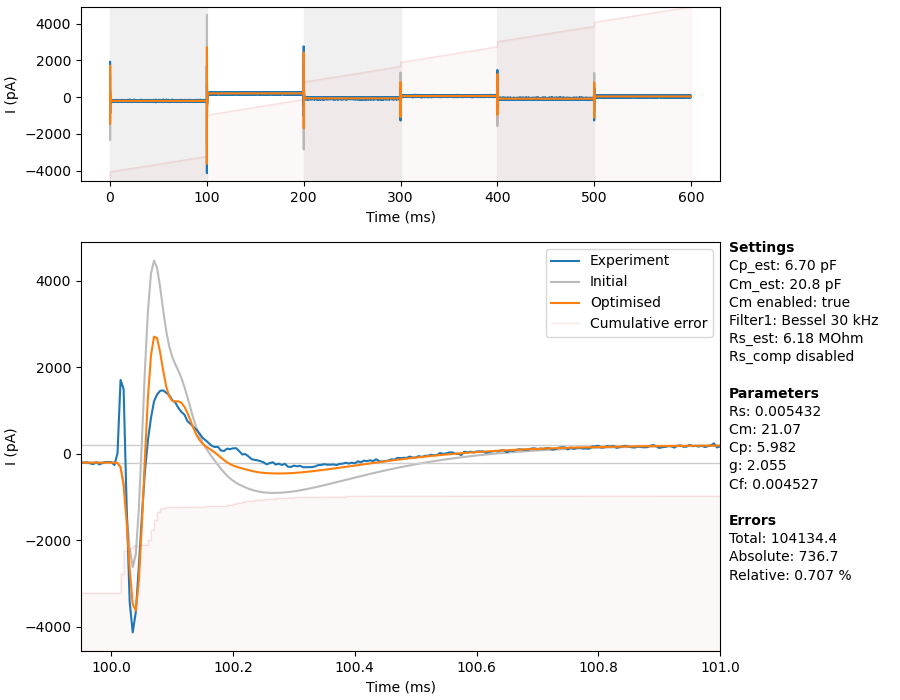 4000
2000
0
−2000
−4000
I (pA)
0 100 200 300 400 500 600
Time (ms)
4000
2000
0
−2000
−4000
I (pA)
100.0 100.2 100.4 100.6 100.8 101.0
Time (ms)
Experiment
Initial
Optimised
Cumulative error
Settings
Cp_est: 6.70 pF
Cm_est: 20.8 pF
Cm enabled: true
Filter1: Bessel 30 kHz
Rs_est: 6.18 MOhm
Rs_comp disabled
Parameters
Rs: 0.005432
Cm: 21.07
Cp: 5.982
g: 2.055
Cf: 0.004527
Errors
Total: 104134.4
Absolute: 736.7
Relative: 0.707 %